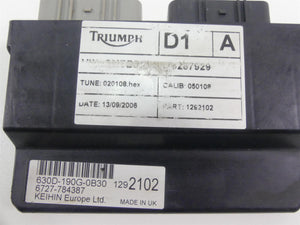 TRIUMPH D1 A
287929
TUNE: 020108.hex CALIB: 050108
DATE: 13/09/2006 PART: 1292102
630D-190G-0B30 1292102
6727-784387 MADE IN UK
KEIHIN Europe Ltd.